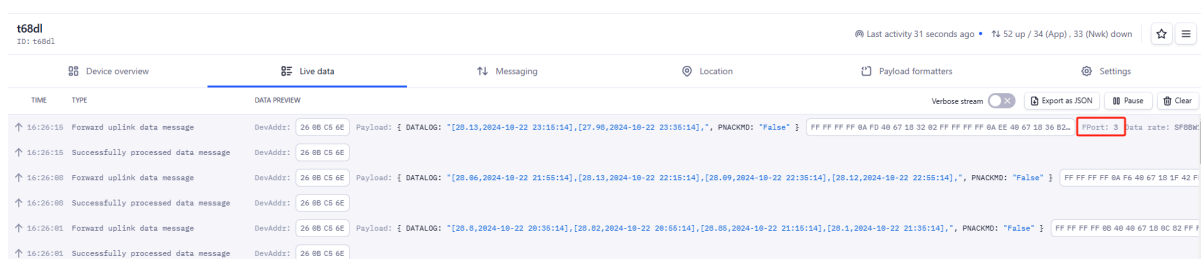 t68dl
ID: t68dl
Last activity 31 seconds ago • ↑↓ 52 up / 34 (App), 33 (Nwk) down
Device overview Live data Messaging Location Payload formatters Settings
TIME TYPE DATA PREVIEW Verbose stream Export as JSON Pause Clear
↑ 16:26:15 Forward uplink data message DevAddr: 26 0B C5 6E Payload: { DATALOG: "[28.13,2024-10-22 23:15:14],[27.98,2024-10-22 23:35:14],", PNACKMD: "False" } FF FF FF FF 0A FD 40 67 18 32 02 FF FF FF FF 0A EE 40 67 18 36 B2… FPort: 3 Data rate: SF8BW
↑ 16:26:15 Successfully processed data message DevAddr: 26 0B C5 6E
↑ 16:26:08 Forward uplink data message DevAddr: 26 0B C5 6E Payload: { DATALOG: "[28.06,2024-10-22 21:55:14],[28.13,2024-10-22 22:15:14],[28.09,2024-10-22 22:35:14],[28.12,2024-10-22 22:55:14],", PNACKMD: "False" } FF FF FF FF 0A F6 40 67 18 1F 42 F
↑ 16:26:08 Successfully processed data message DevAddr: 26 0B C5 6E
↑ 16:26:01 Forward uplink data message DevAddr: 26 0B C5 6E Payload: { DATALOG: "[28.8,2024-10-22 20:35:14],[28.82,2024-10-22 20:55:14],[28.86,2024-10-22 21:15:14],[28.1,2024-10-22 21:35:14],", PNACKMD: "False" } FF FF FF FF 0B 40 40 67 18 0C 82 FF F
↑ 16:26:01 Successfully processed data message DevAddr: 26 0B C5 6E